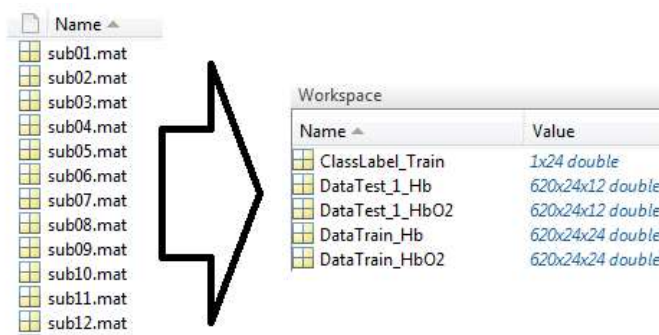 Name
sub01.mat
sub02.mat
sub03.mat
sub04.mat
sub05.mat
sub06.mat
sub07.mat
sub08.mat
sub09.mat
sub10.mat
sub11.mat
sub12.mat
Workspace
Name Value
ClassLabel_Train 1x24 double
DataTest_1_Hb 620x24x12 double
DataTest_1_HbO2 620x24x12 double
DataTrain_Hb 620x24x24 double
DataTrain_HbO2 620x24x24 double